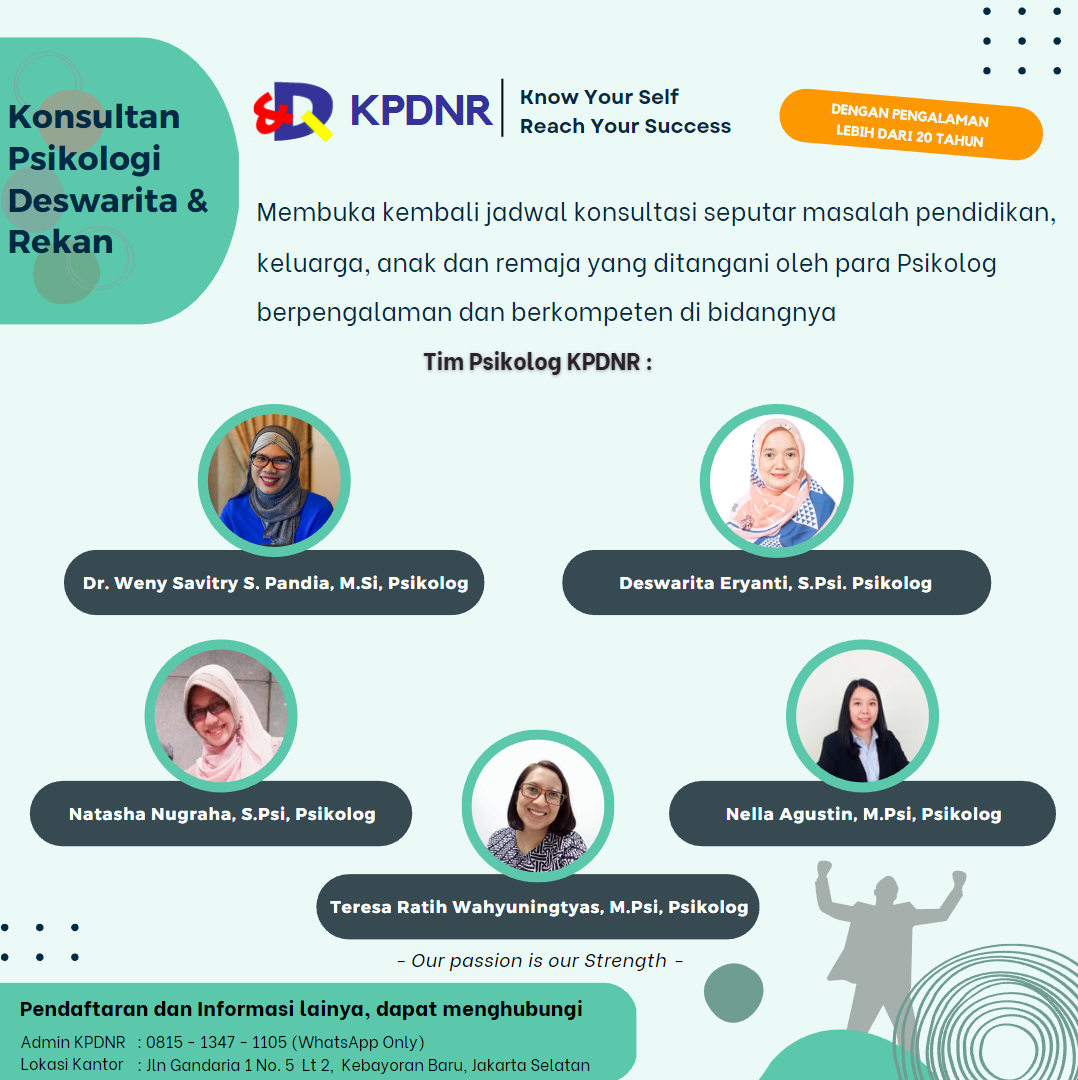 Konsultan
Psikologi
Deswarita &
Rekan
&D KPDNR
Know Your Self
Reach Your Success
DENGAN PENGALAMAN
LEBIH DARI 20 TAHUN
Membuka kembali jadwal konsultasi seputar masalah pendidikan,
keluarga, anak dan remaja yang ditangani oleh para Psikolog
berpengalaman dan berkompeten di bidangnya
Tim Psikolog KPDNR :
Dr. Weny Savitry S. Pandia, M.Si, Psikolog
Deswarita Eryanti, S.Psi. Psikolog
Natasha Nugraha, S.Psi, Psikolog
Nella Agustin, M.Psi, Psikolog
Teresa Ratih Wahyuningtyas, M.Psi, Psikolog
- Our passion is our Strength -
Pendaftaran dan Informasi lainya, dapat menghubungi
Admin KPDNR : 0815 - 1347 - 1105 (WhatsApp Only)
Lokasi Kantor : Jln Gandaria 1 No. 5 Lt 2, Kebayoran Baru, Jakarta Selatan